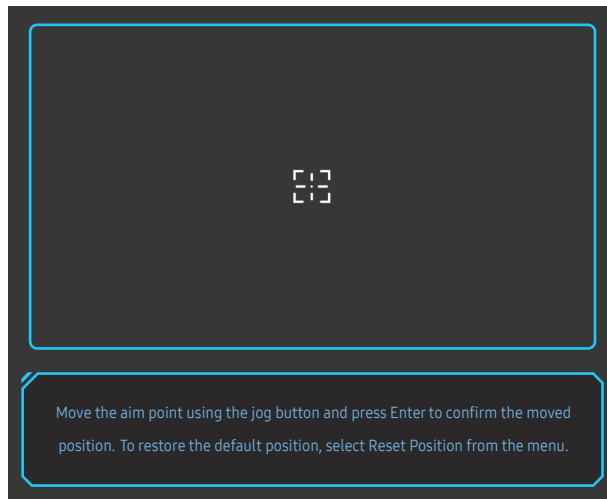 Move the aim point using the jog button and press Enter to confirm the moved
position. To restore the default position, select Reset Position from the menu.